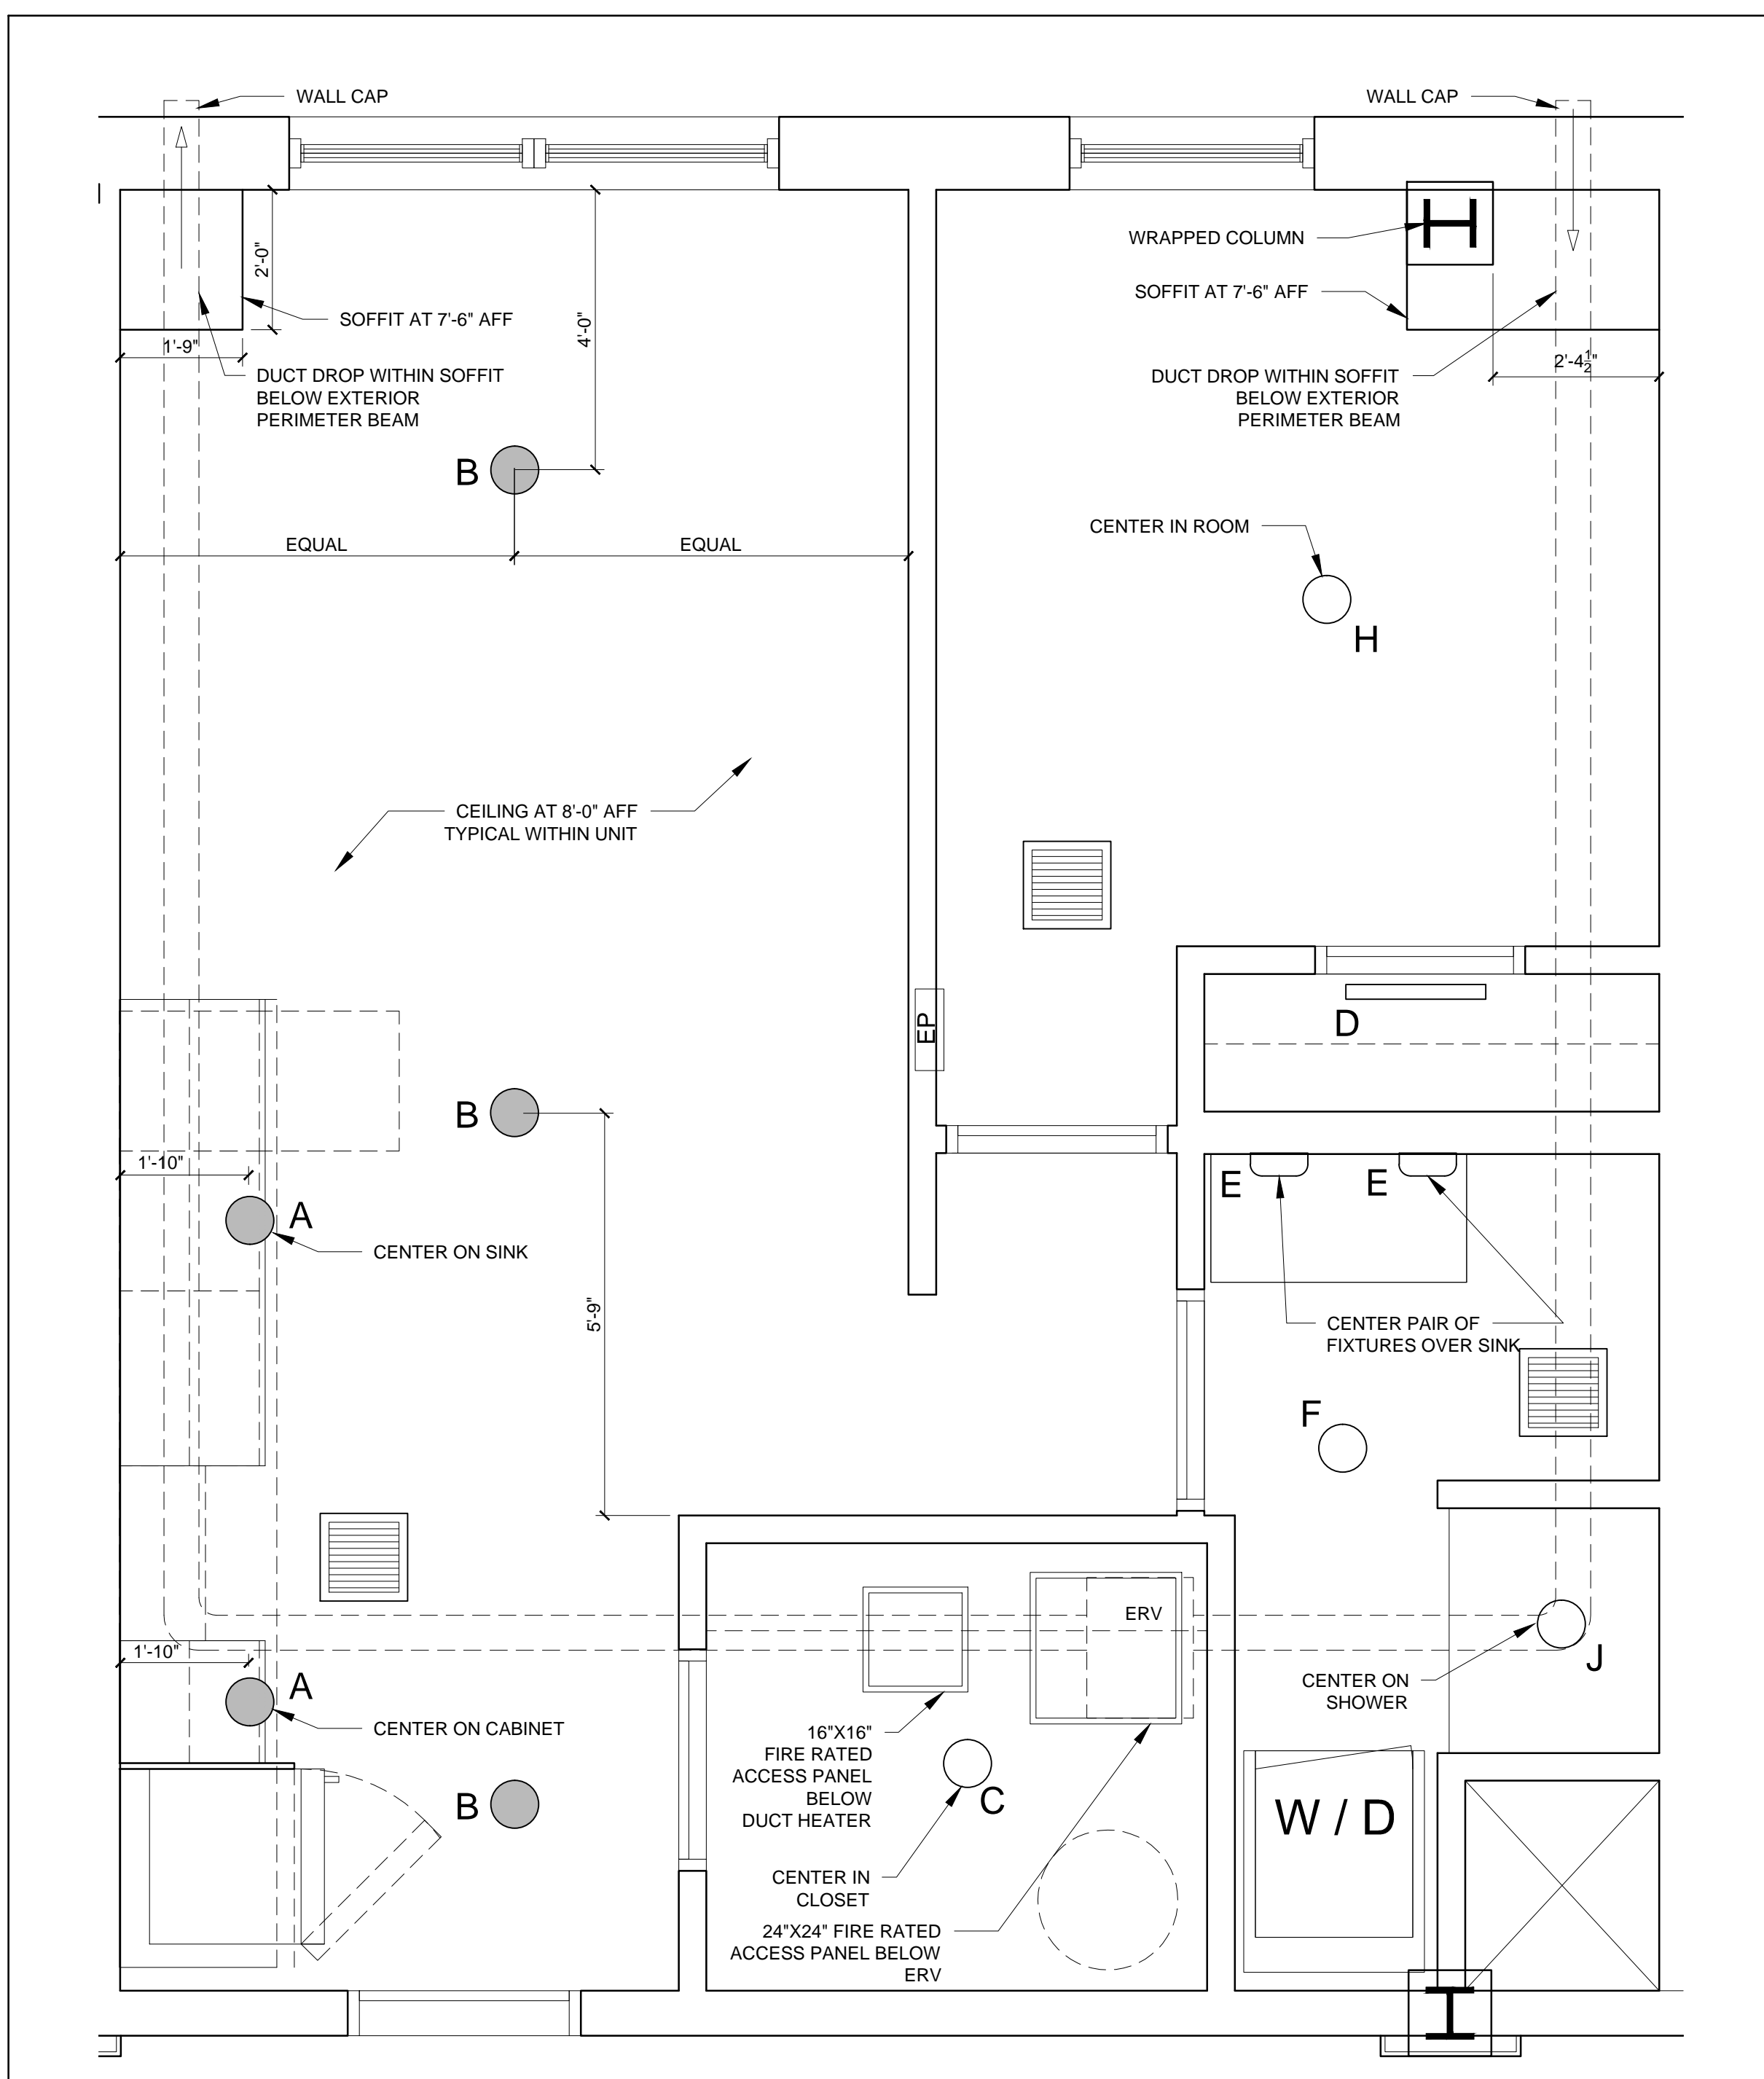 WALL CAP
WALL CAP
2'-0"
4'-0"
WRAPPED COLUMN
H
SOFFIT AT 7'-6" AFF
SOFFIT AT 7'-6" AFF
1'-9"
2'-4 1/2"
DUCT DROP WITHIN SOFFIT
BELOW EXTERIOR
PERIMETER BEAM
DUCT DROP WITHIN SOFFIT
BELOW EXTERIOR
PERIMETER BEAM
B
CENTER IN ROOM
EQUAL
EQUAL
H
CEILING AT 8'-0" AFF
TYPICAL WITHIN UNIT
EP
D
B
1'-10"
E
E
A
CENTER ON SINK
5'-9"
CENTER PAIR OF
FIXTURES OVER SINK
F
ERV
1'-10"
J
A
CENTER ON
SHOWER
CENTER ON CABINET
16"X16"
FIRE RATED
ACCESS PANEL
BELOW
DUCT HEATER
B
C
W / D
CENTER IN
CLOSET
24"X24" FIRE RATED
ACCESS PANEL BELOW
ERV